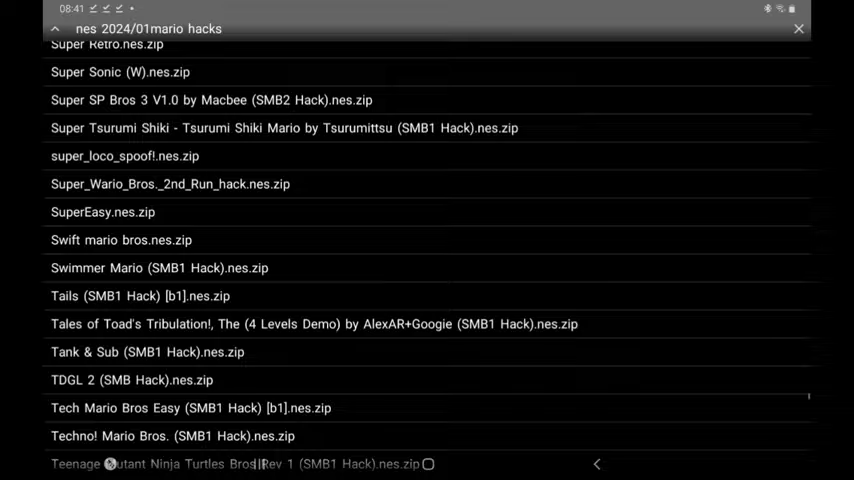 08:41
nes 2024/01mario hacks
Super Retro.nes.zip
Super Sonic (W).nes.zip
Super SP Bros 3 V1.0 by Macbee (SMB2 Hack).nes.zip
Super Tsurumi Shiki - Tsurumi Shiki Mario by Tsurumittsu (SMB1 Hack).nes.zip
super_loco_spoof!.nes.zip
Super_Wario_Bros._2nd_Run_hack.nes.zip
SuperEasy.nes.zip
Swift mario bros.nes.zip
Swimmer Mario (SMB1 Hack).nes.zip
Tails (SMB1 Hack) [b1].nes.zip
Tales of Toad's Tribulation!, The (4 Levels Demo) by AlexAR+Googie (SMB1 Hack).nes.zip
Tank & Sub (SMB1 Hack).nes.zip
TDGL 2 (SMB Hack).nes.zip
Tech Mario Bros Easy (SMB1 Hack) [b1].nes.zip
Techno! Mario Bros. (SMB1 Hack).nes.zip
Teenage Mutant Ninja Turtles Bros Rev 1 (SMB1 Hack).nes.zip